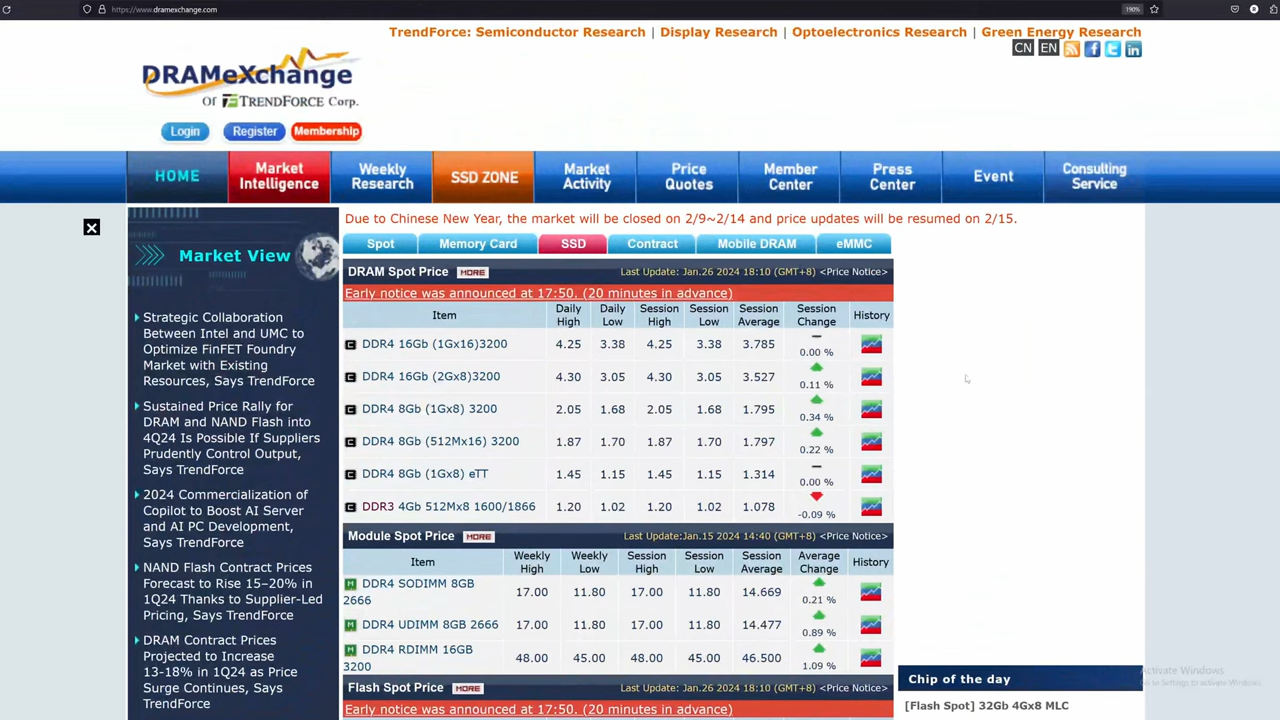 https://www.dramexchange.com
190%
TrendForce: Semiconductor Research | Display Research | Optoelectronics Research | Green Energy Research
CN EN
DRAMeXchange
Of TRENDFORCE Corp.
Login Register Membership
HOME
Market Intelligence
Weekly Research
SSD ZONE
Market Activity
Price Quotes
Member Center
Press Center
Event
Consulting Service
Due to Chinese New Year, the market will be closed on 2/9~2/14 and price updates will be resumed on 2/15.
Market View
Strategic Collaboration
Between Intel and UMC to
Optimize FinFET Foundry
Market with Existing
Resources, Says TrendForce
Sustained Price Rally for
DRAM and NAND Flash into
4Q24 Is Possible If Suppliers
Prudently Control Output,
Says TrendForce
2024 Commercialization of
Copilot to Boost AI Server
and AI PC Development,
Says TrendForce
NAND Flash Contract Prices
Forecast to Rise 15–20% in
1Q24 Thanks to Supplier-Led
Pricing, Says TrendForce
DRAM Contract Prices
Projected to Increase
13-18% in 1Q24 as Price
Surge Continues, Says
TrendForce
Spot Memory Card SSD Contract Mobile DRAM eMMC
DRAM Spot Price MORE Last Update: Jan.26 2024 18:10 (GMT+8) <Price Notice>
Early notice was announced at 17:50. (20 minutes in advance)
Item Daily High Daily Low Session High Session Low Session Average Session Change History
C DDR4 16Gb (1Gx16)3200 4.25 3.38 4.25 3.38 3.785 0.00 %
C DDR4 16Gb (2Gx8)3200 4.30 3.05 4.30 3.05 3.527 0.11 %
C DDR4 8Gb (1Gx8) 3200 2.05 1.68 2.05 1.68 1.795 0.34 %
C DDR4 8Gb (512Mx16) 3200 1.87 1.70 1.87 1.70 1.797 0.22 %
C DDR4 8Gb (1Gx8) eTT 1.45 1.15 1.45 1.15 1.314 0.00 %
C DDR3 4Gb 512Mx8 1600/1866 1.20 1.02 1.20 1.02 1.078 -0.09 %
Module Spot Price MORE Last Update:Jan.15 2024 14:40 (GMT+8) <Price Notice>
Item Weekly High Weekly Low Session High Session Low Session Average Average Change History
M DDR4 SODIMM 8GB 2666 17.00 11.80 17.00 11.80 14.669 0.21 %
M DDR4 UDIMM 8GB 2666 17.00 11.80 17.00 11.80 14.477 0.89 %
M DDR4 RDIMM 16GB 3200 48.00 45.00 48.00 45.00 46.500 1.09 %
Flash Spot Price MORE Last Update: Jan.26 2024 18:10 (GMT+8) <Price Notice>
Early notice was announced at 17:50. (20 minutes in advance)
Chip of the day
[Flash Spot] 32Gb 4Gx8 MLC
Activate Windows
Go to Settings to activate Windows.